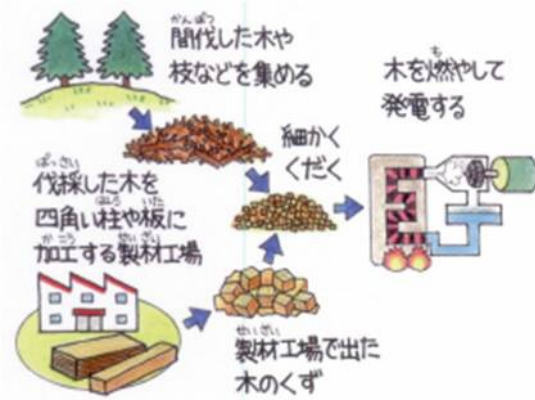 間伐した木や
枝などを集める
細かく
くだく
木を燃やして
発電する
伐採した木を
四角い柱や板に
加工する製材工場
製材工場で出た
木のくず